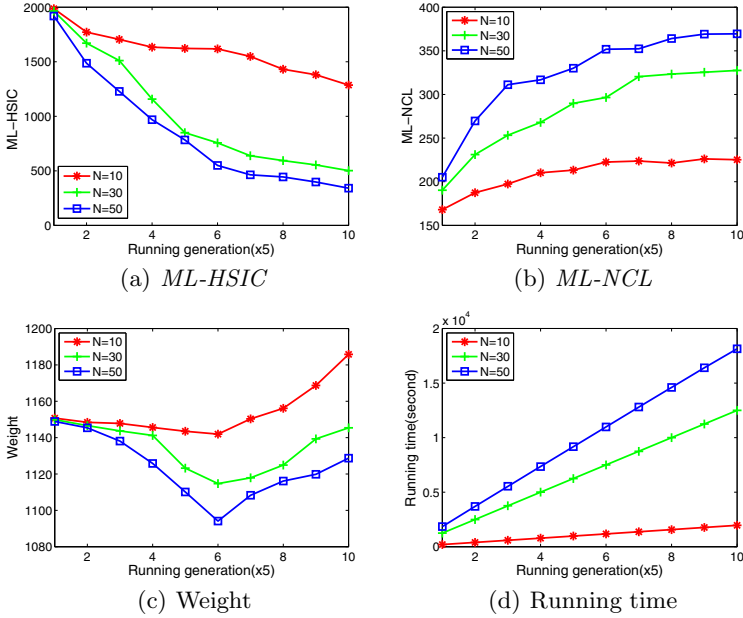 2000
1500
1000
500
0
ML−HSIC
N=10
N=30
N=50
2 4 6 8 10
Running generation(x5)
(a) ML-HSIC
400
350
300
250
200
150
ML−NCL
N=10
N=30
N=50
2 4 6 8 10
Running generation(x5)
(b) ML-NCL
1200
1180
1160
1140
1120
1100
1080
Weight
N=10
N=30
N=50
2 4 6 8 10
Running generation(x5)
(c) Weight
x 10^4
2
1.5
1
0.5
0
Running time(second)
N=10
N=30
N=50
2 4 6 8 10
Running generation(x5)
(d) Running time